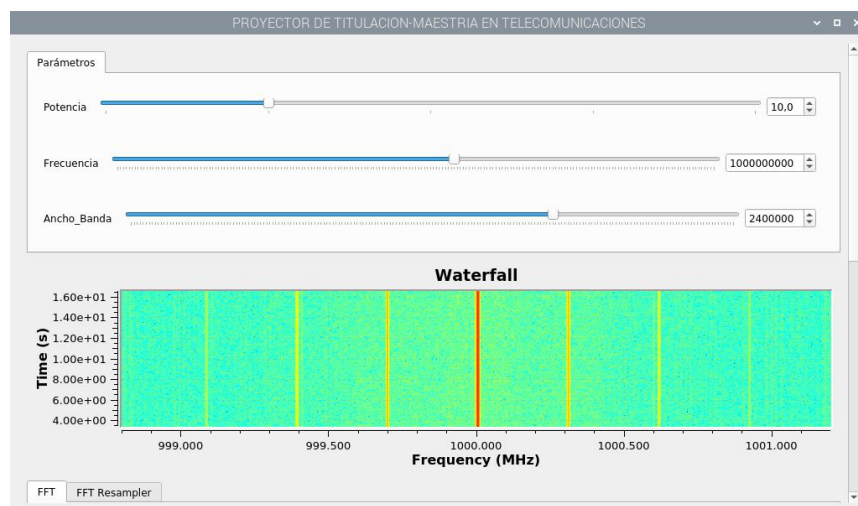 PROYECTOR DE TITULACION-MAESTRIA EN TELECOMUNICACIONES
Parámetros
Potencia 10,0
Frecuencia 1000000000
Ancho_Banda 2400000
Waterfall
1.60e+01
1.40e+01
1.20e+01
1.00e+01
8.00e+00
6.00e+00
4.00e+00
Time (s)
999.000 999.500 1000.000 1000.500 1001.000
Frequency (MHz)
FFT FFT Resampler